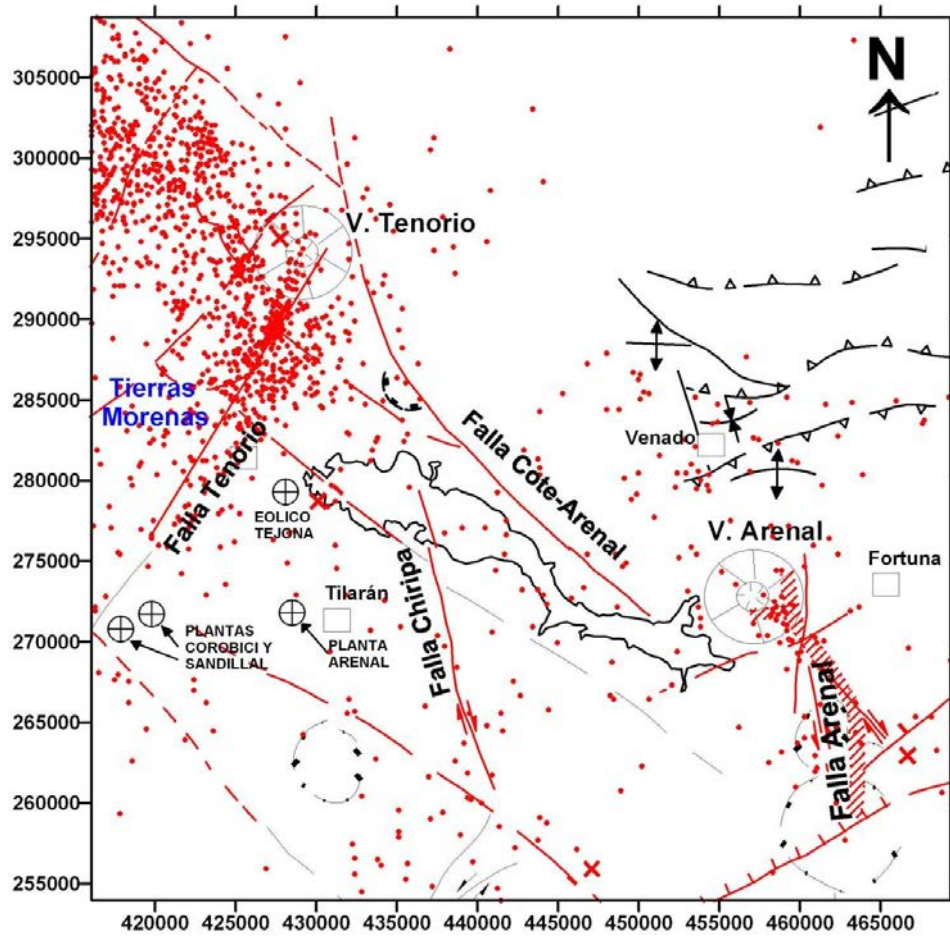 305000
N
300000
295000
V. Tenorio
290000
285000
Tierras
Morenas
Falla Tenorio
Falla Cote-Arenal
Venado
280000
EOLICO
TEJONA
275000
V. Arenal
Fortuna
Falla Chiripa
Tilarán
270000
PLANTAS
COROBICI Y
SANDILLAL
PLANTA
ARENAL
265000
Falla Arenal
260000
255000
420000 425000 430000 435000 440000 445000 450000 455000 460000 465000